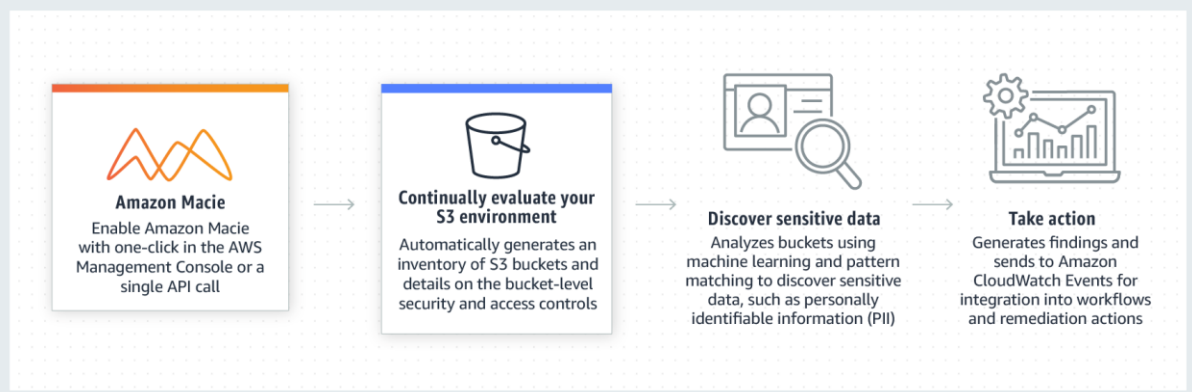 Amazon Macie
Enable Amazon Macie
with one-click in the AWS
Management Console or a
single API call
Continually evaluate your
S3 environment
Automatically generates an
inventory of S3 buckets and
details on the bucket-level
security and access controls
Discover sensitive data
Analyzes buckets using
machine learning and pattern
matching to discover sensitive
data, such as personally
identifiable information (PII)
Take action
Generates findings and
sends to Amazon
CloudWatch Events for
integration into workflows
and remediation actions